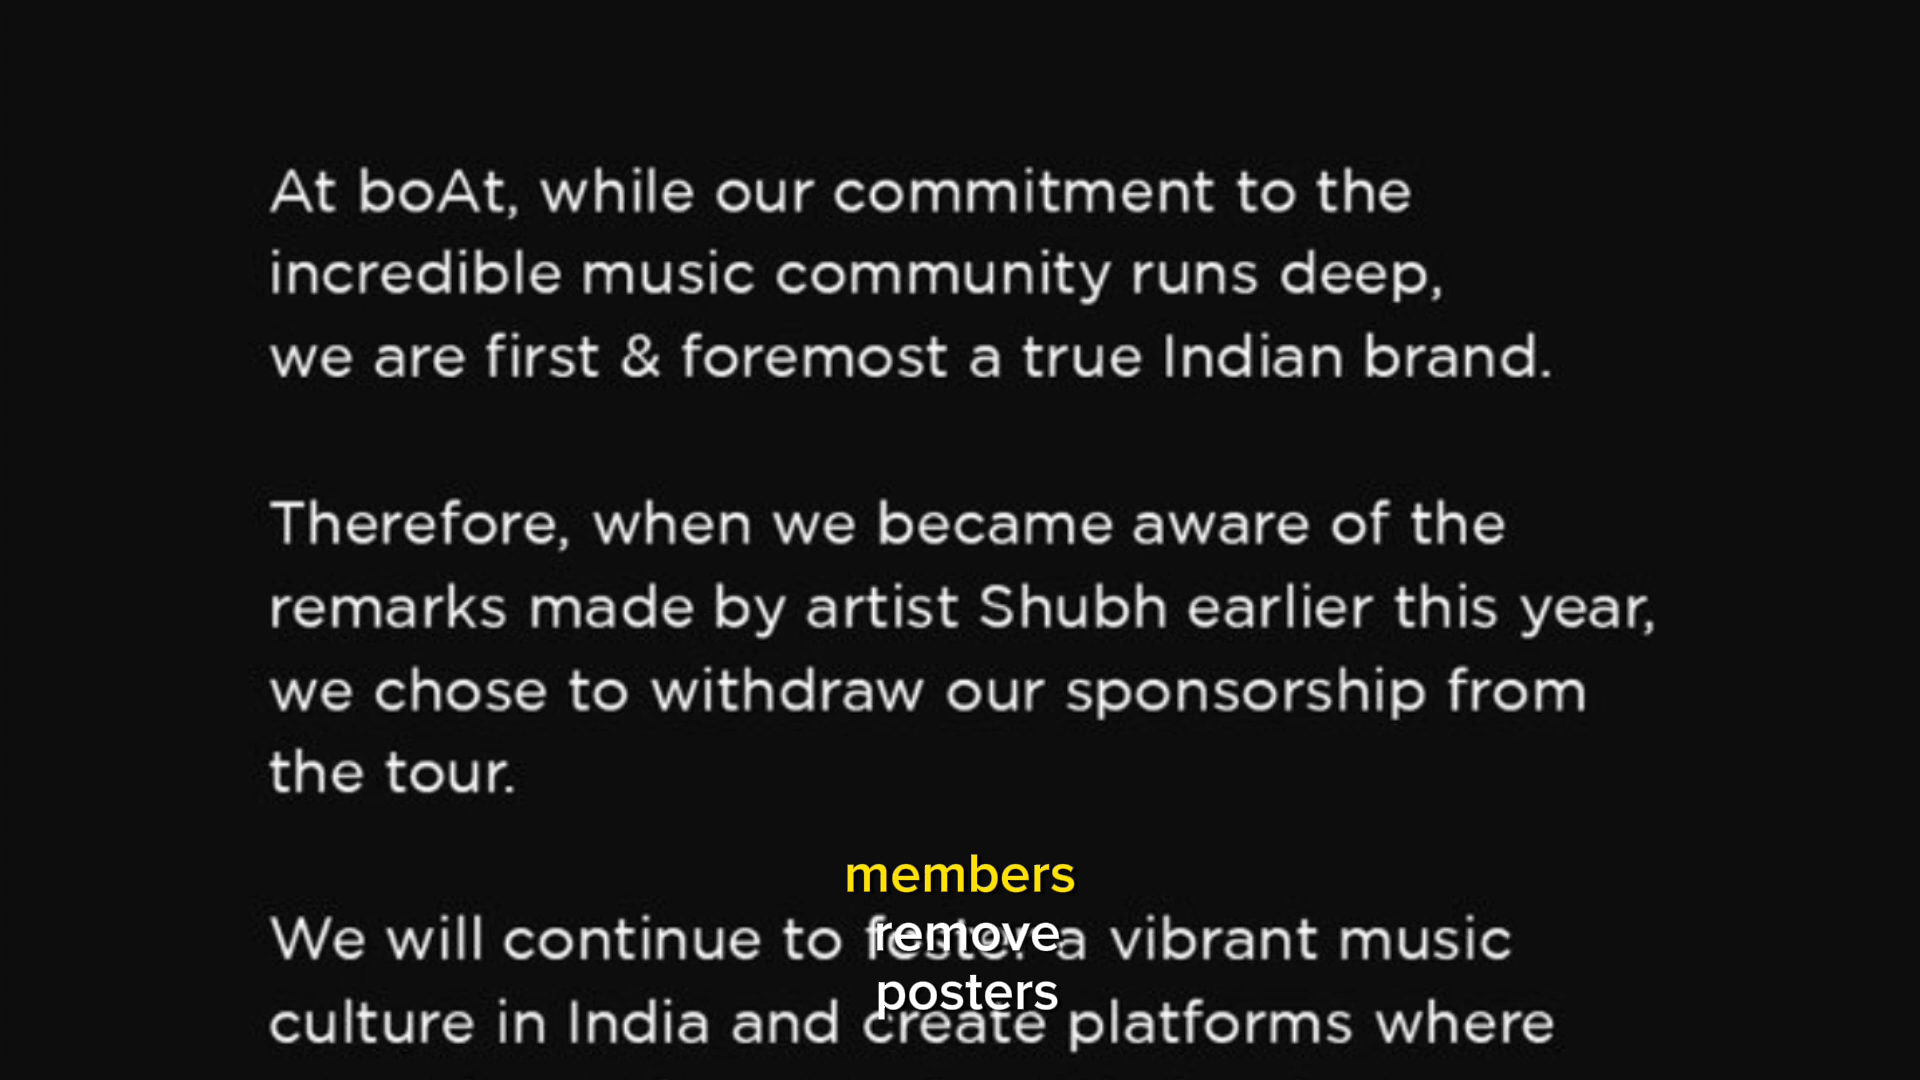 At boAt, while our commitment to the
incredible music community runs deep,
we are first & foremost a true Indian brand.
Therefore, when we became aware of the
remarks made by artist Shubh earlier this year,
we chose to withdraw our sponsorship from
the tour.
members
We will continue to foster a vibrant music
remove
posters
culture in India and create platforms where